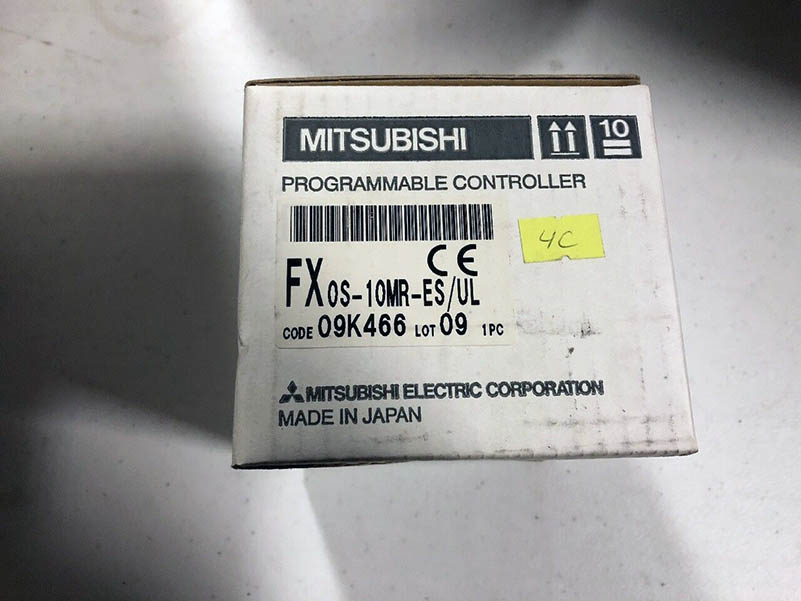 MITSUBISHI
10
PROGRAMMABLE CONTROLLER
4C
CE
FX0S-10MR-ES/UL
CODE 09K466 LOT 09 1PC
MITSUBISHI ELECTRIC CORPORATION
MADE IN JAPAN